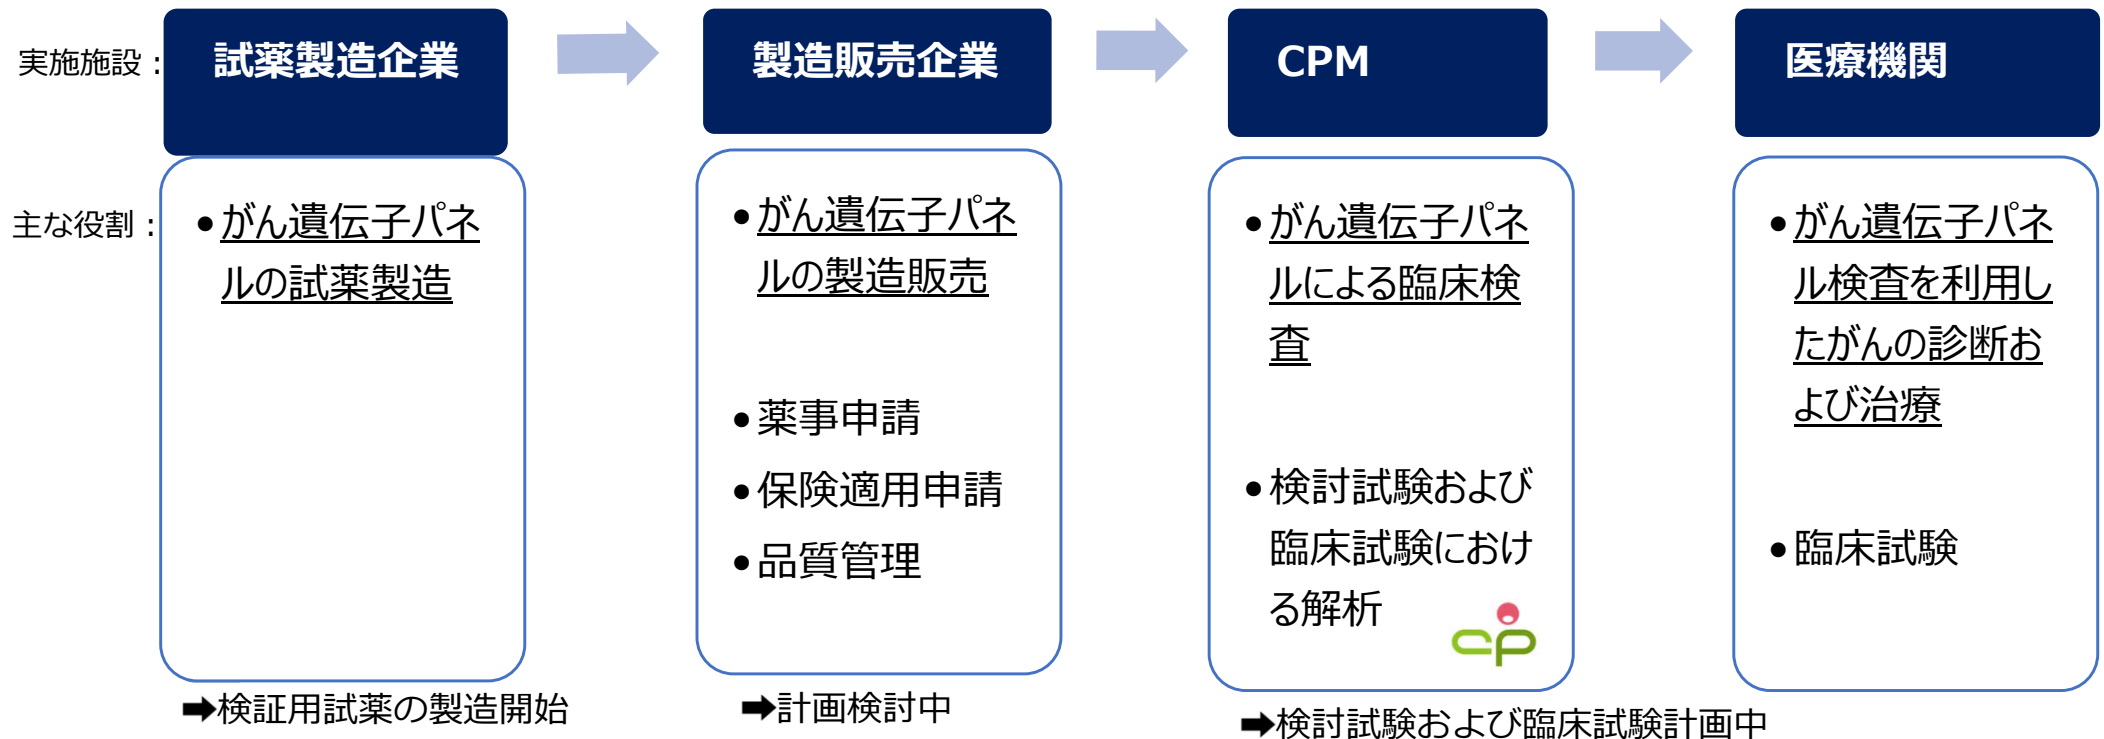 実施施設：
試薬製造企業
製造販売企業
CPM
医療機関
主な役割：
•がん遺伝子パネ
ルの試薬製造
•がん遺伝子パネ
ルの製造販売
•薬事申請
•保険適用申請
•品質管理
•がん遺伝子パネ
ルによる臨床検
査
•検討試験および
臨床試験におけ
る解析
cp
•がん遺伝子パネ
ル検査を利用し
たがんの診断お
よび治療
•臨床試験
➡検証用試薬の製造開始
➡計画検討中
➡検討試験および臨床試験計画中